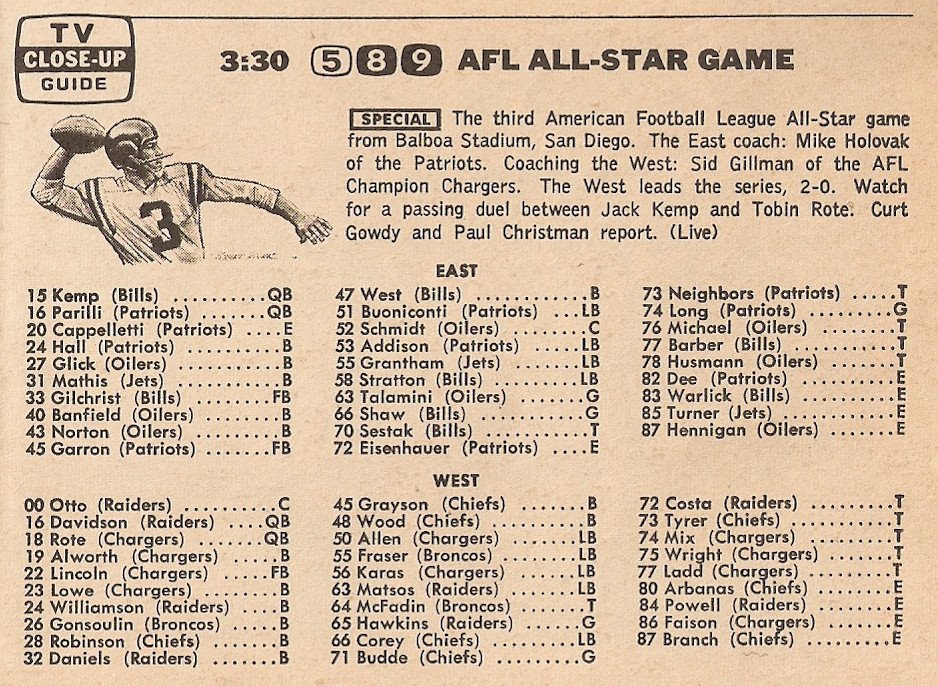 TV
CLOSE-UP
GUIDE
3:30 5 8 9 AFL ALL-STAR GAME
SPECIAL The third American Football League All-Star game
from Balboa Stadium, San Diego. The East coach: Mike Holovak
of the Patriots. Coaching the West: Sid Gillman of the AFL
Champion Chargers. The West leads the series, 2-0. Watch
for a passing duel between Jack Kemp and Tobin Rote. Curt
Gowdy and Paul Christman report. (Live)
3
EAST
15 Kemp (Bills) ..........QB
16 Parilli (Patriots) .......QB
20 Cappelletti (Patriots) ....E
24 Hall (Patriots) ..........B
27 Glick (Oilers) ...........B
31 Mathis (Jets) ...........B
33 Gilchrist (Bills) ........FB
40 Banfield (Oilers) ........B
43 Norton (Oilers) .........B
45 Garron (Patriots) .......FB
47 West (Bills) ............B
51 Buoniconti (Patriots) ...LB
52 Schmidt (Oilers) ........C
53 Addison (Patriots) .....LB
55 Grantham (Jets) .......LB
58 Stratton (Bills) ........LB
63 Talamini (Oilers) .......G
66 Shaw (Bills) ...........G
70 Sestak (Bills) ...........T
72 Eisenhauer (Patriots) ....E
73 Neighbors (Patriots) .....T
74 Long (Patriots) .........G
76 Michael (Oilers) ........T
77 Barber (Bills) ...........T
78 Husmann (Oilers) .......T
82 Dee (Patriots) ..........E
83 Warlick (Bills) ..........E
85 Turner (Jets) ...........E
87 Hennigan (Oilers) .......E
WEST
00 Otto (Raiders) ..........C
16 Davidson (Raiders) ....QB
18 Rote (Chargers) .......QB
19 Alworth (Chargers) ......B
22 Lincoln (Chargers) .....FB
23 Lowe (Chargers) ........B
24 Williamson (Raiders) ....B
26 Gonsoulin (Broncos) .....B
28 Robinson (Chiefs) .......B
32 Daniels (Raiders) .......B
45 Grayson (Chiefs) ........B
48 Wood (Chiefs) ..........B
50 Allen (Chargers) .......LB
55 Fraser (Broncos) .......LB
56 Karas (Chargers) .......LB
63 Matsos (Raiders) .......LB
64 McFadin (Broncos) .......T
65 Hawkins (Raiders) .......G
66 Corey (Chiefs) .........LB
71 Budde (Chiefs) .........G
72 Costa (Raiders) .........T
73 Tyrer (Chiefs) ...........T
74 Mix (Chargers) ..........T
75 Wright (Chargers) .......T
77 Ladd (Chargers) .........T
80 Arbanas (Chiefs) ........E
84 Powell (Raiders) ........E
86 Faison (Chargers) .......E
87 Branch (Chiefs) .........E